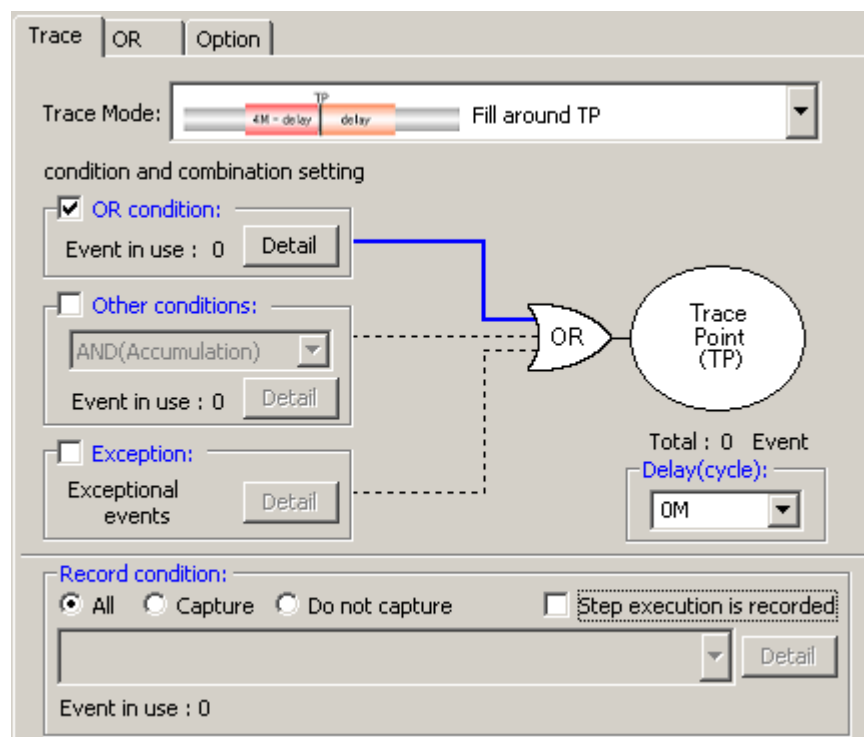 Trace OR Option
Trace Mode: TP 4M - delay delay Fill around TP
condition and combination setting
OR condition:
Event in use : 0 Detail
Other conditions:
AND(Accumulation)
Event in use : 0 Detail
Exception:
Exceptional
events
Detail
OR
Trace
Point
(TP)
Total : 0 Event
Delay(cycle):
0M
Record condition:
All Capture Do not capture Step execution is recorded
Detail
Event in use : 0